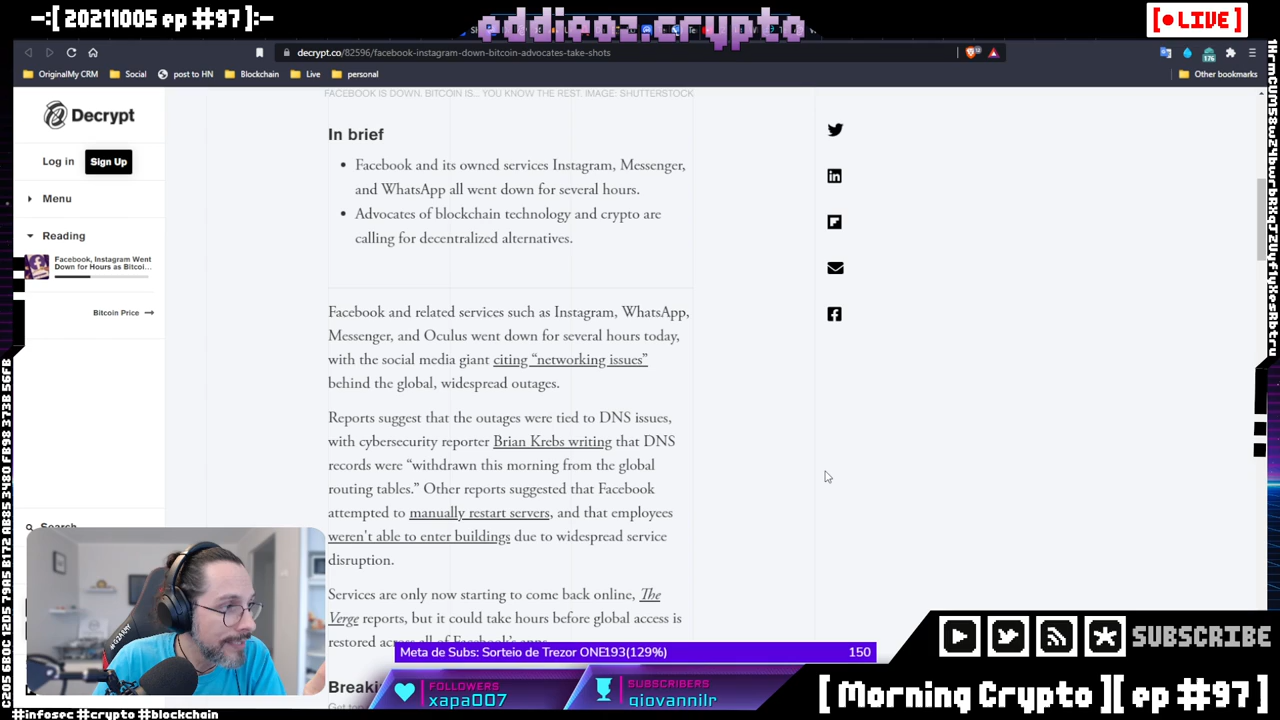 -:[ 20211005 ep #97 ]:-
eddieoz.crypto
[ • LIVE ]
decrypt.co/82596/facebook-instagram-down-bitcoin-advocates-take-shots
OriginalMy CRM
Social
post to HN
Blockchain
Live
personal
Other bookmarks
FACEBOOK IS DOWN. BITCOIN IS... YOU KNOW THE REST. IMAGE: SHUTTERSTOCK
Decrypt
Log in
Sign Up
Menu
Reading
Facebook, Instagram Went
Down for Hours as Bitcoi...
Bitcoin Price
Search
In brief
• Facebook and its owned services Instagram, Messenger,
and WhatsApp all went down for several hours.
• Advocates of blockchain technology and crypto are
calling for decentralized alternatives.
Facebook and related services such as Instagram, WhatsApp,
Messenger, and Oculus went down for several hours today,
with the social media giant citing “networking issues”
behind the global, widespread outages.
Reports suggest that the outages were tied to DNS issues,
with cybersecurity reporter Brian Krebs writing that DNS
records were “withdrawn this morning from the global
routing tables.” Other reports suggested that Facebook
attempted to manually restart servers, and that employees
weren’t able to enter buildings due to widespread service
disruption.
Services are only now starting to come back online, The
Verge reports, but it could take hours before global access is
restored across all of Facebook's apps.
Meta de Subs: Sorteio de Trezor ONE193(129%) 150
FOLLOWERS
xapa007
SUBSCRIBERS
giovannilr
SUBSCRIBE
[ Morning Crypto ][ ep #97 ]
#infosec #crypto #blockchain